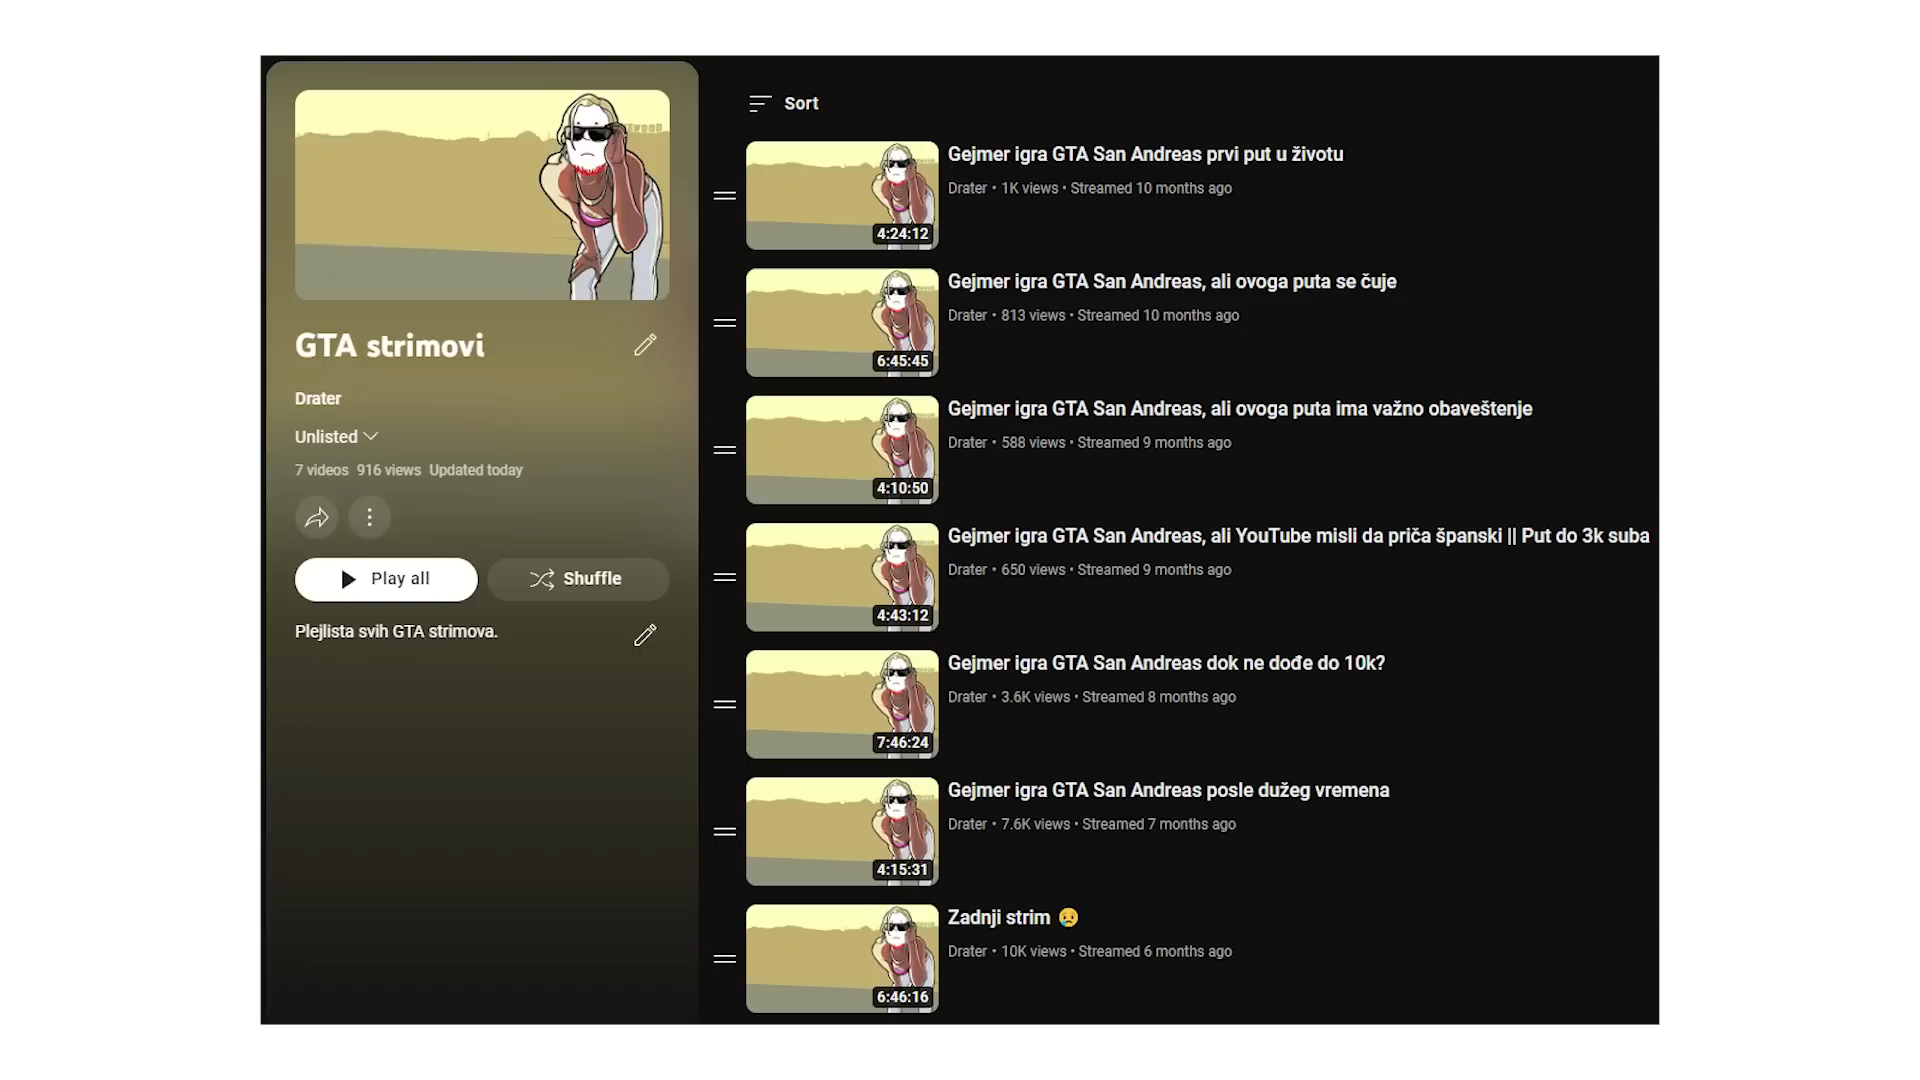 GTA strimovi
Drater
Unlisted
7 videos 916 views Updated today
Play all
Shuffle
Plejlista svih GTA strimova.
Sort
4:24:12
Gejmer igra GTA San Andreas prvi put u životu
Drater • 1K views • Streamed 10 months ago
6:45:45
Gejmer igra GTA San Andreas, ali ovoga puta se čuje
Drater • 813 views • Streamed 10 months ago
4:10:50
Gejmer igra GTA San Andreas, ali ovoga puta ima važno obaveštenje
Drater • 588 views • Streamed 9 months ago
4:43:12
Gejmer igra GTA San Andreas, ali YouTube misli da priča španski || Put do 3k suba
Drater • 650 views • Streamed 9 months ago
7:46:24
Gejmer igra GTA San Andreas dok ne dođe do 10k?
Drater • 3.6K views • Streamed 8 months ago
4:15:31
Gejmer igra GTA San Andreas posle dužeg vremena
Drater • 7.6K views • Streamed 7 months ago
6:46:16
Zadnji strim 😥
Drater • 10K views • Streamed 6 months ago